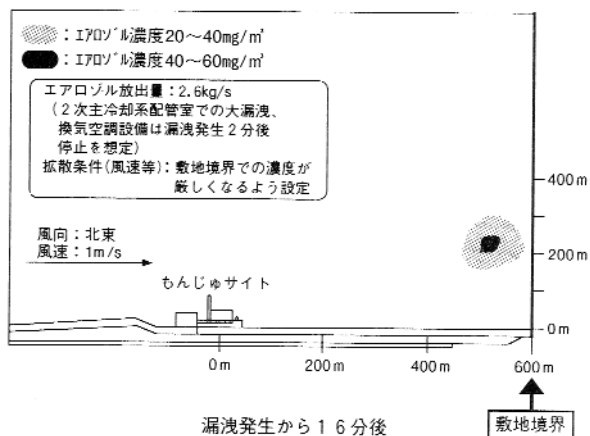 ：ｴｱﾛｿﾞﾙ濃度20～40mg/㎥
：ｴｱﾛｿﾞﾙ濃度40～60mg/㎥
エアロゾル放出量：2.6kg/s
(２次主冷却系配管室での大漏洩、
換気空調設備は漏洩発生２分後
停止を想定)
拡散条件(風速等)：敷地境界での濃度が
厳しくなるよう設定
風向：北東
風速：1m/s
もんじゅサイト
400m
200m
0m
0m
200m
400m
600m
漏洩発生から１６分後
敷地境界